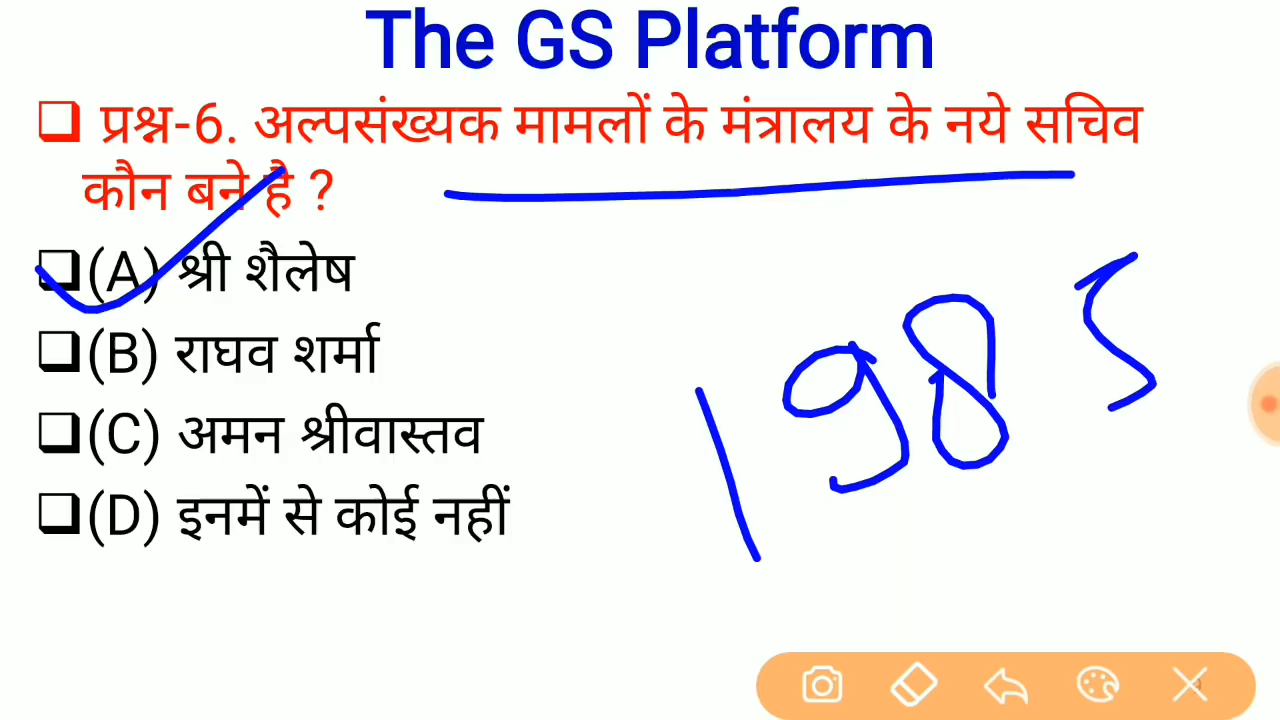 The GS Platform
❑ प्रश्न-6. अल्पसंख्यक मामलों के मंत्रालय के नये सचिव
कौन बने है ?
❑(A) श्री शैलेष
❑(B) राघव शर्मा
❑(C) अमन श्रीवास्तव
❑(D) इनमें से कोई नहीं
1985